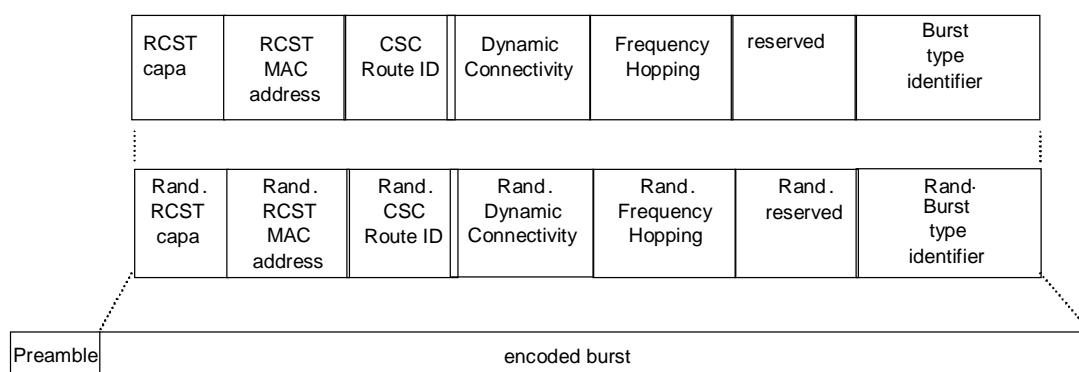 RCST
capa
RCST
MAC
address
CSC
Route ID
Dynamic
Connectivity
Frequency
Hopping
reserved
Burst
type
identifier
Rand.
RCST
capa
Rand.
RCST
MAC
address
Rand.
CSC
Route ID
Rand.
Dynamic
Connectivity
Rand.
Frequency
Hopping
Rand.
reserved
Rand.
Burst
type
identifier
Preamble
encoded burst